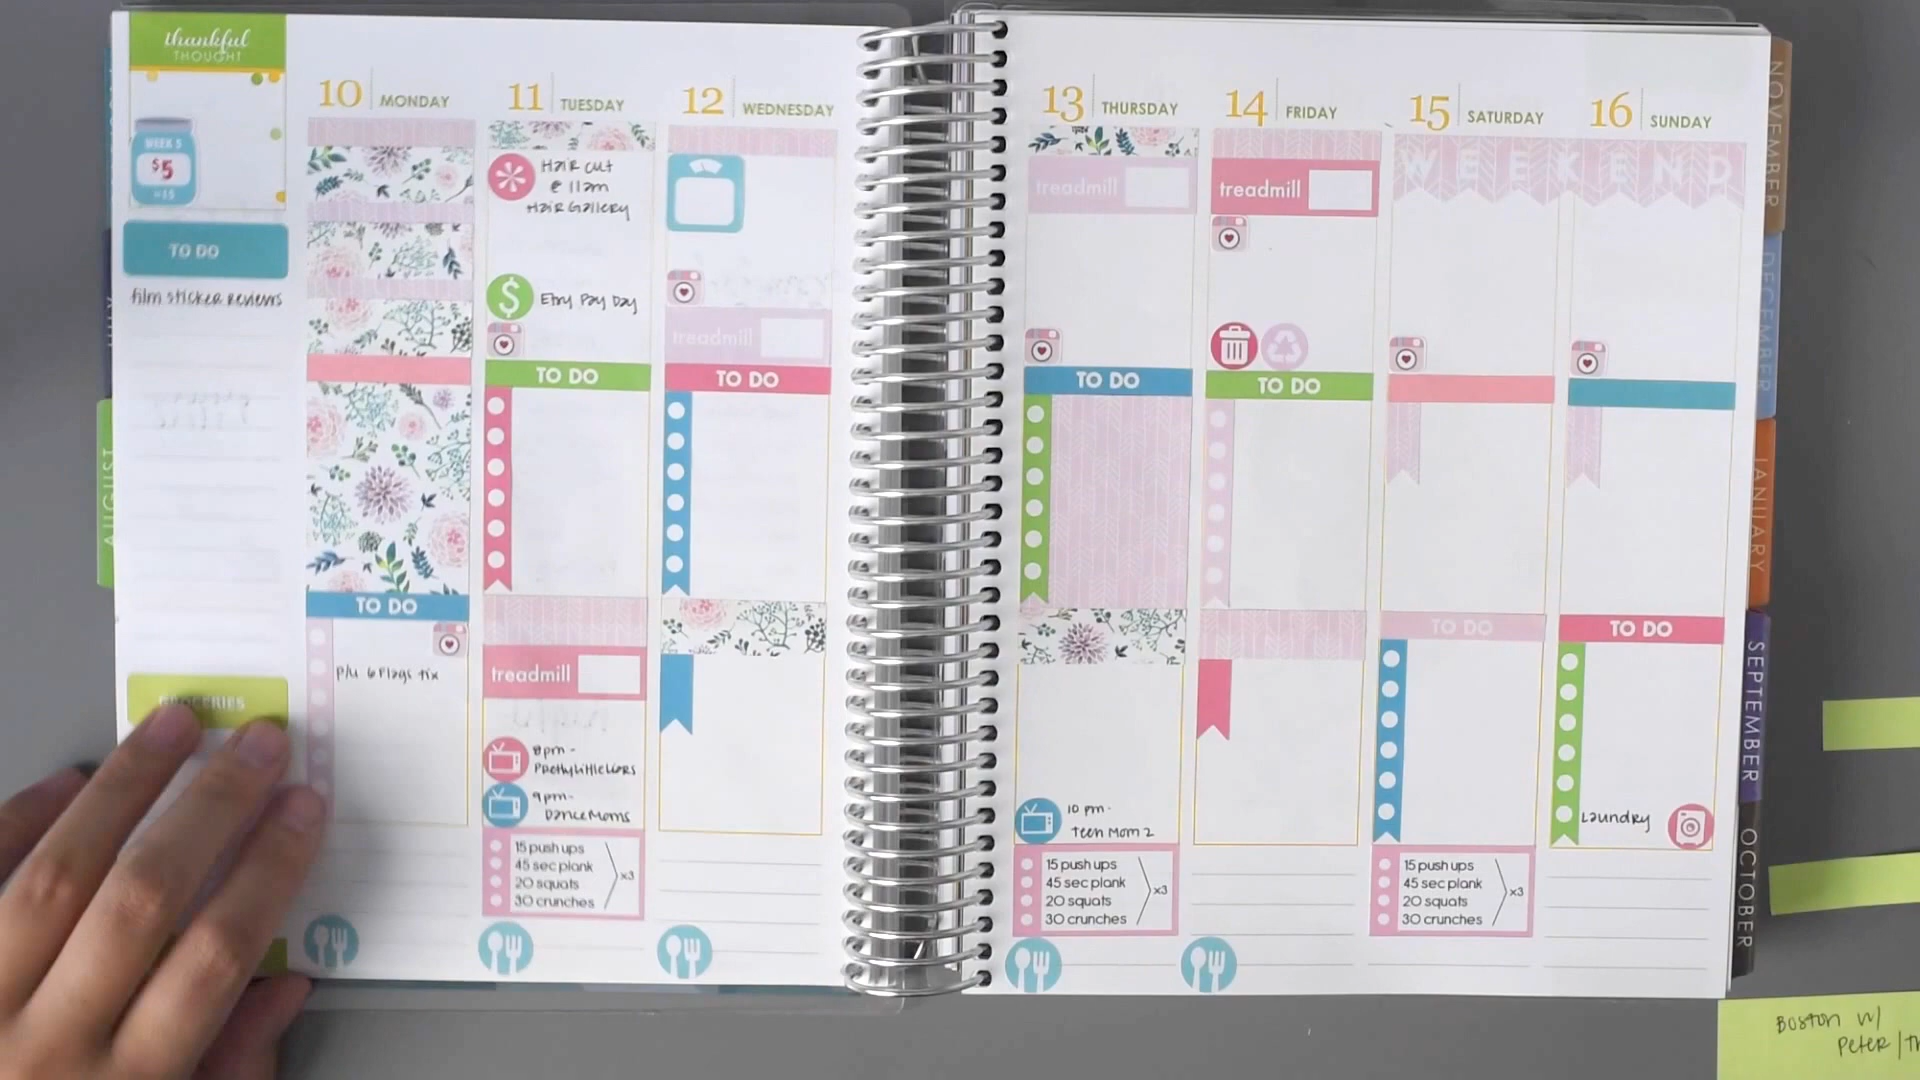 thankful
THOUGHT
WEEK 5
$5
=15
TO DO
film sticker reviews
GROCERIES
AUGUST
10 MONDAY
TO DO
P/u 6 Flags tix
11 TUESDAY
Hair cut
@ 11am
Hair Gallery
$
Etsy Pay Day
TO DO
treadmill
8pm -
Pretty Little Liars
9pm -
Dance Moms
15 push ups
45 sec plank
20 squats
30 crunches
x3
12 WEDNESDAY
treadmill
TO DO
13 THURSDAY
treadmill
TO DO
10 pm -
Teen Mom 2
15 push ups
45 sec plank
20 squats
30 crunches
x3
14 FRIDAY
treadmill
TO DO
15 SATURDAY
16 SUNDAY
WEEKEND
TO DO
15 push ups
45 sec plank
20 squats
30 crunches
x3
TO DO
Laundry
NOVEMBER
DECEMBER
JANUARY
SEPTEMBER
OCTOBER
Boston w/
Peter